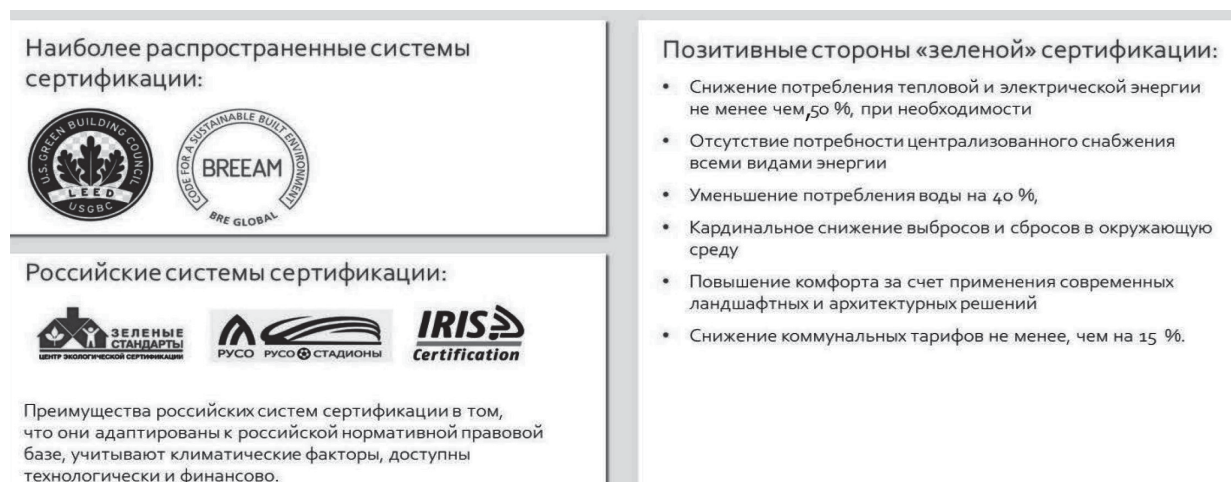 Наиболее распространенные системы
сертификации:
U.S. GREEN BUILDING COUNCIL
LEED
USGBC
CODE FOR A SUSTAINABLE BUILT ENVIRONMENT
BREEAM
BRE GLOBAL
Российские системы сертификации:
ЗЕЛЕНЫЕ
СТАНДАРТЫ
ЦЕНТР ЭКОЛОГИЧЕСКОЙ СЕРТИФИКАЦИИ
РУСО РУСО СТАДИОНЫ
IRIS
Certification
Преимущества российских систем сертификации в том,
что они адаптированы к российской нормативной правовой
базе, учитывают климатические факторы, доступны
технологически и финансово.
Позитивные стороны «зеленой» сертификации:
• Снижение потребления тепловой и электрической энергии
не менее чем,50 %, при необходимости
• Отсутствие потребности централизованного снабжения
всеми видами энергии
• Уменьшение потребления воды на 40 %,
• Кардинальное снижение выбросов и сбросов в окружающую
среду
• Повышение комфорта за счет применения современных
ландшафтных и архитектурных решений
• Снижение коммунальных тарифов не менее, чем на 15 %.